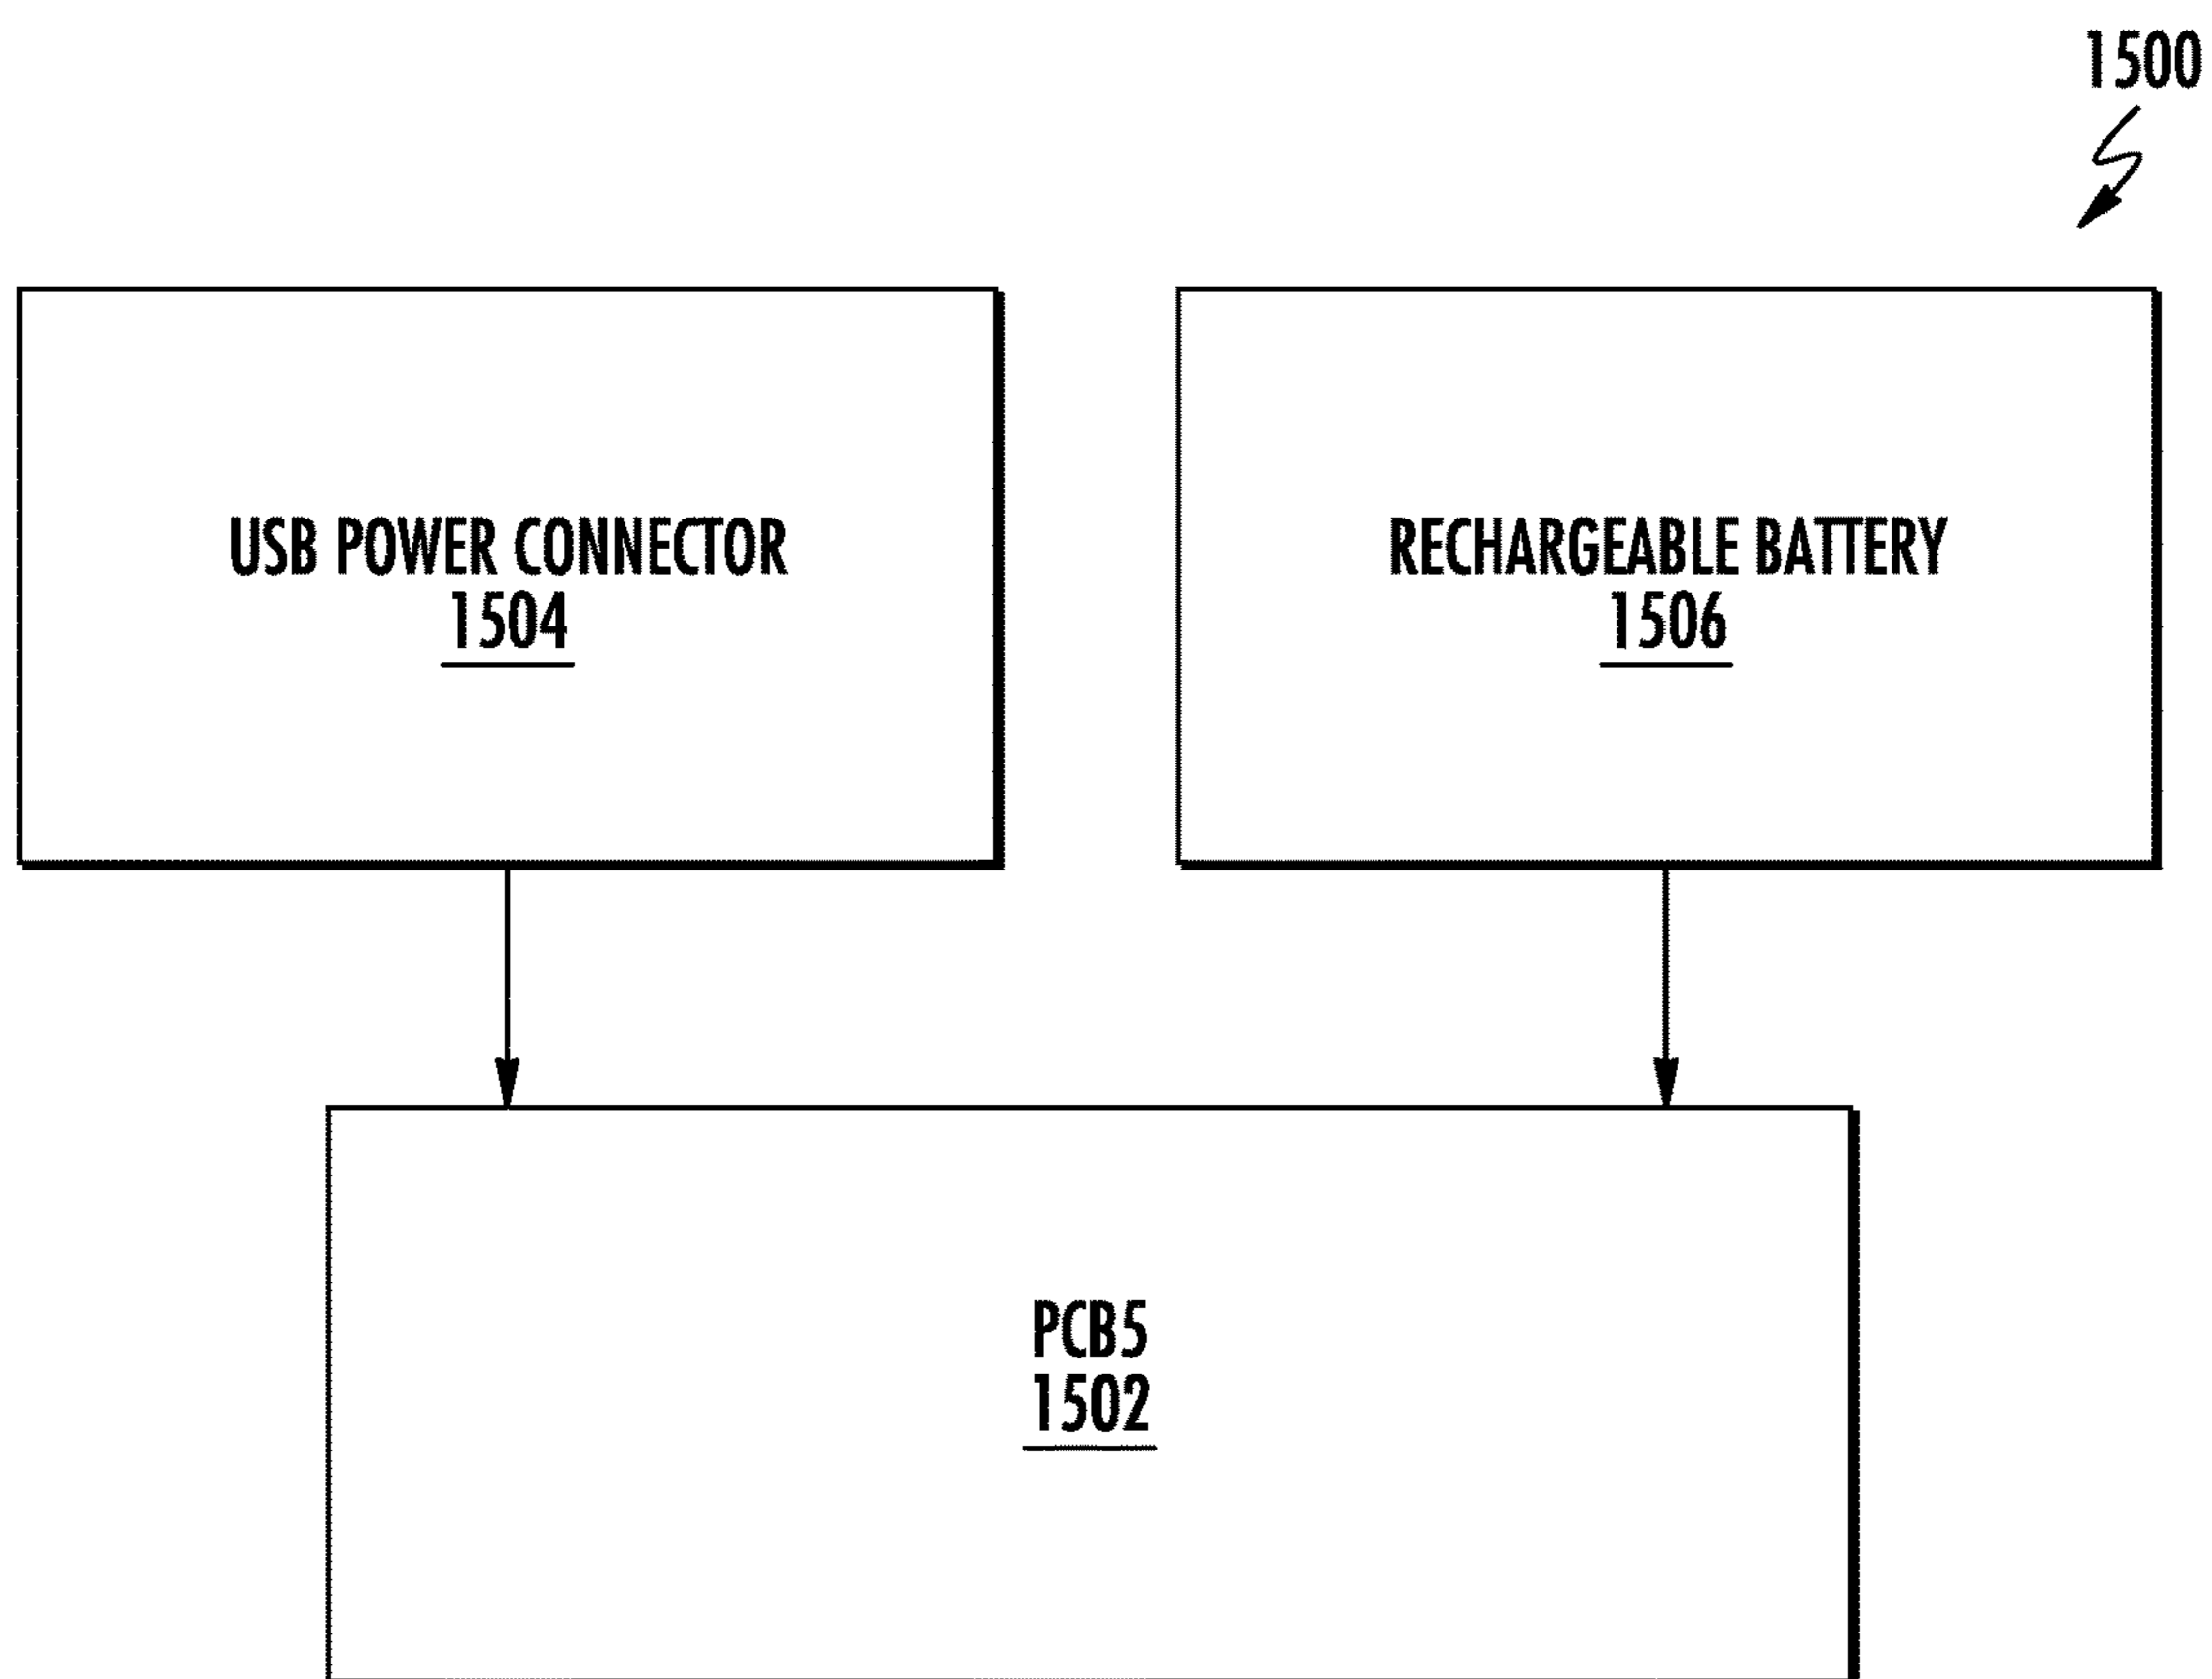 1500
USB POWER CONNECTOR
1504
RECHARGEABLE BATTERY
1506
PCB5
1502